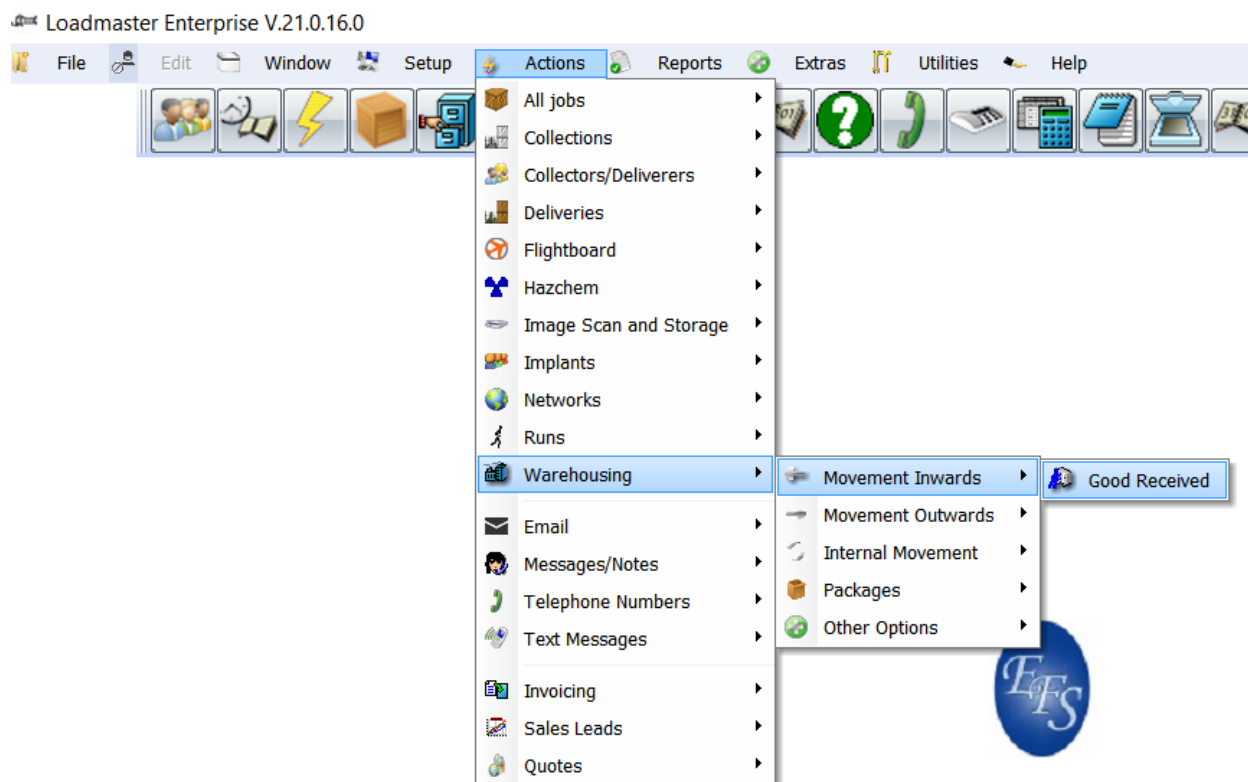 Loadmaster Enterprise V.21.0.16.0
File Edit Window Setup Actions Reports Extras Utilities Help
All jobs
Collections
Collectors/Deliverers
Deliveries
Flightboard
Hazchem
Image Scan and Storage
Implants
Networks
Runs
Warehousing
Movement Inwards
Good Received
Movement Outwards
Internal Movement
Packages
Other Options
Email
Messages/Notes
Telephone Numbers
Text Messages
Invoicing
Sales Leads
Quotes
EFS